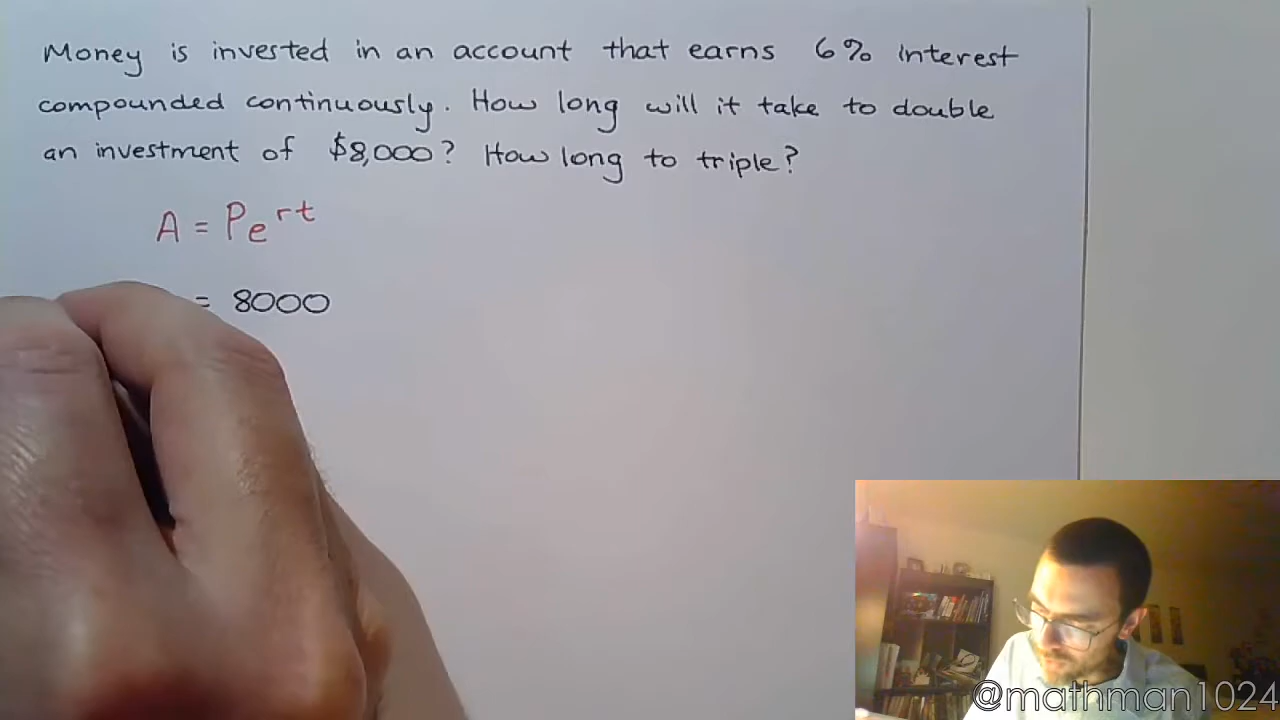 Money is invested in an account that earns 6% interest
compounded continuously. How long will it take to double
an investment of $8,000? How long to triple?
A = Pe^rt
= 8000
@mathman1024